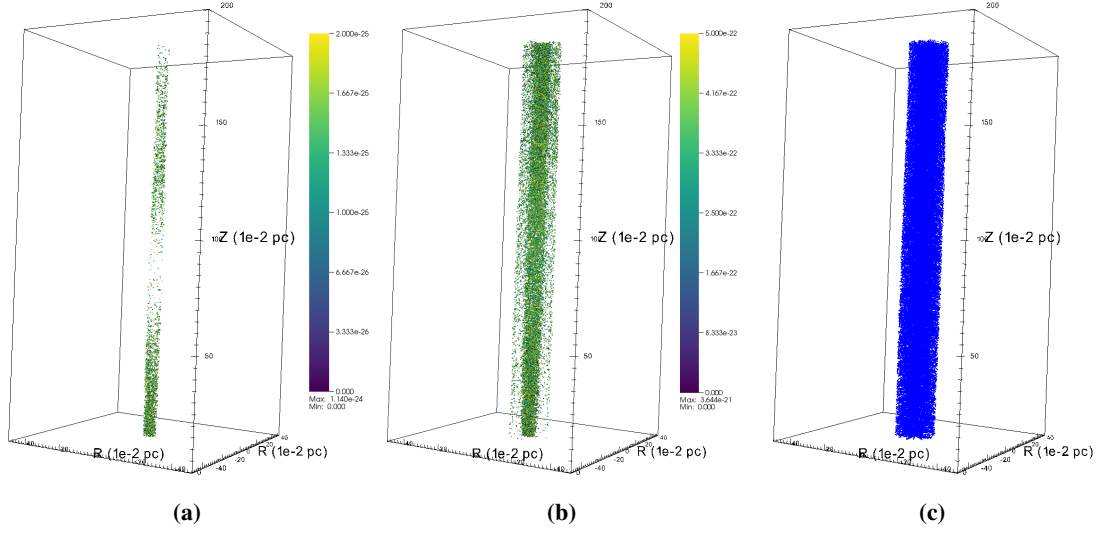 200
150
100
50
Z (1e-2 pc)
R (1e-2 pc)
R (1e-2 pc)
40
20
-20
-40
2.000e-25
1.667e-25
1.333e-25
1.000e-25
6.667e-26
3.333e-26
0.000
Max: 1.140e-24
Min: 0.000
(a)
200
150
100
50
Z (1e-2 pc)
R (1e-2 pc)
R (1e-2 pc)
40
20
-20
-40
5.000e-22
4.167e-22
3.333e-22
2.500e-22
1.667e-22
8.333e-23
0.000
Max: 3.644e-21
Min: 0.000
(b)
200
150
100
50
Z (1e-2 pc)
R (1e-2 pc)
R (1e-2 pc)
40
20
-20
-40
(c)